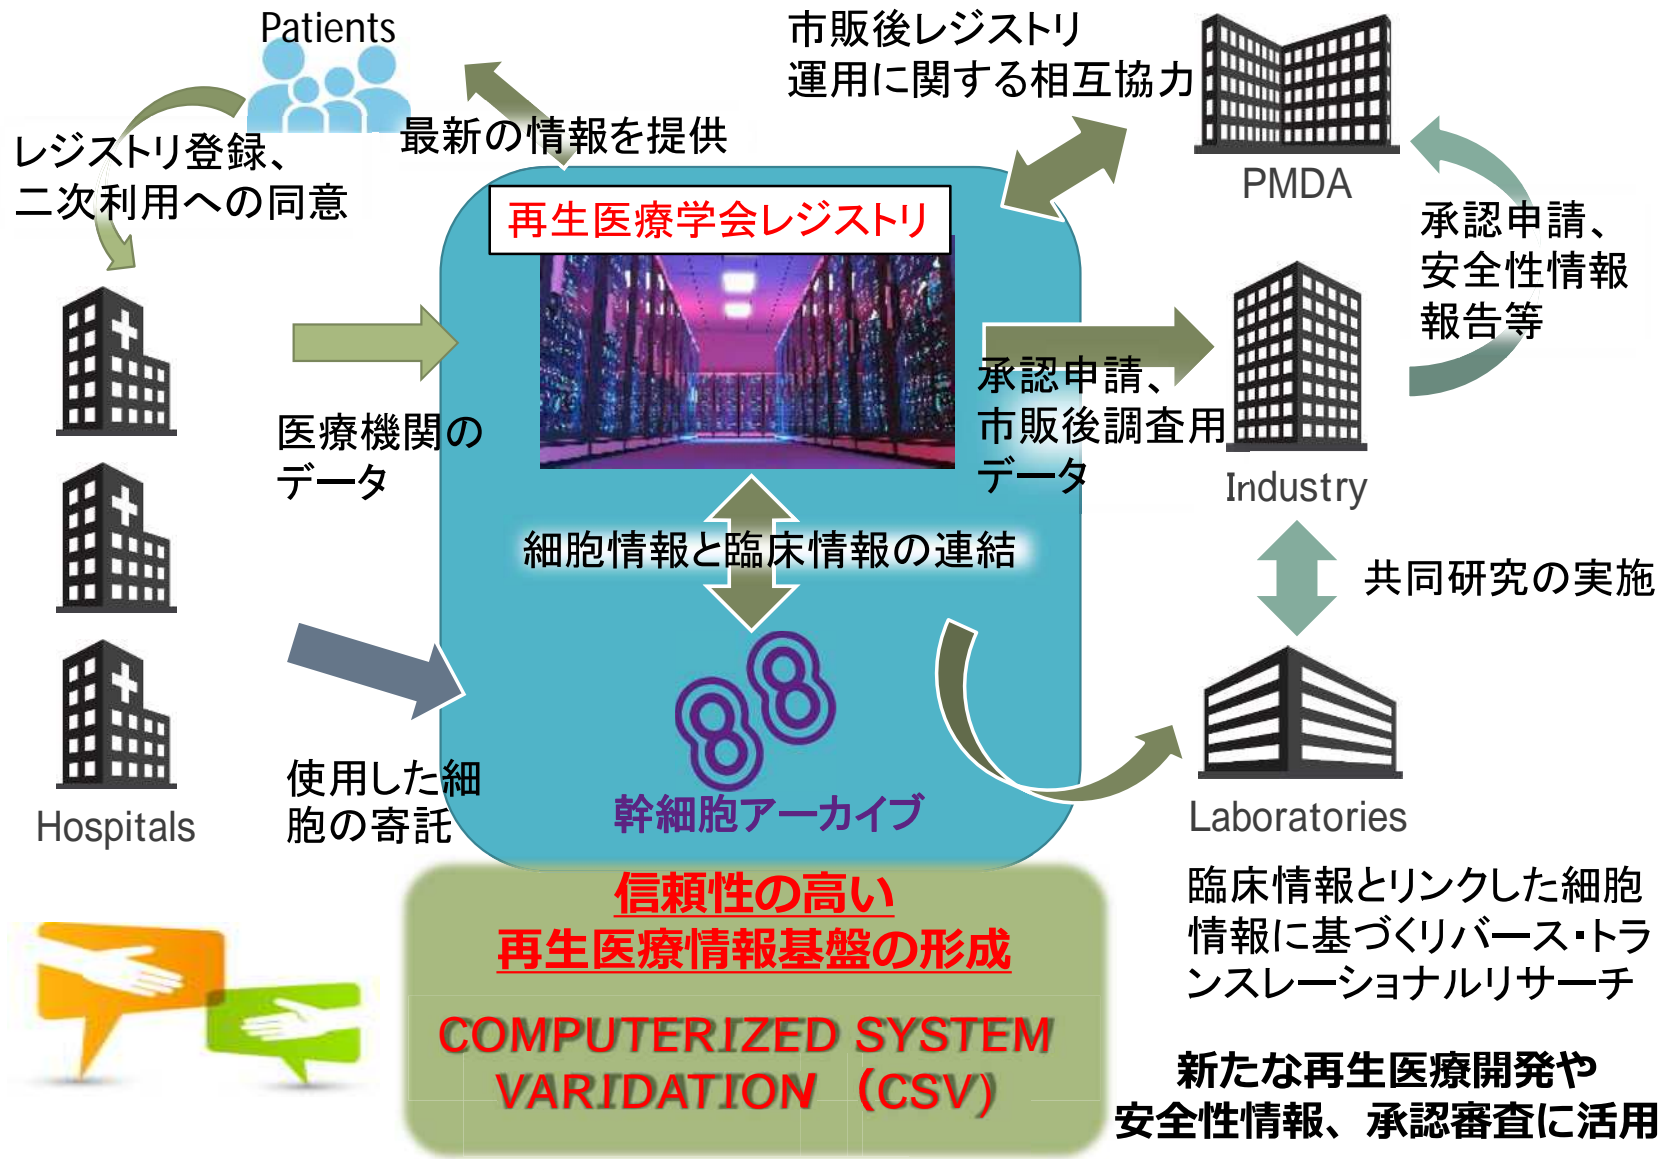 Patients
レジストリ登録、
二次利用への同意
最新の情報を提供
市販後レジストリ
運用に関する相互協力
PMDA
承認申請、
安全性情報
報告等
再生医療学会レジストリ
医療機関の
データ
承認申請、
市販後調査用
データ
Industry
細胞情報と臨床情報の連結
共同研究の実施
使用した細
胞の寄託
Hospitals
幹細胞アーカイブ
Laboratories
臨床情報とリンクした細胞
情報に基づくリバース・トラ
ンスレーショナルリサーチ
信頼性の高い
再生医療情報基盤の形成
COMPUTERIZED SYSTEM
VARIDATION （CSV）
新たな再生医療開発や
安全性情報、承認審査に活用